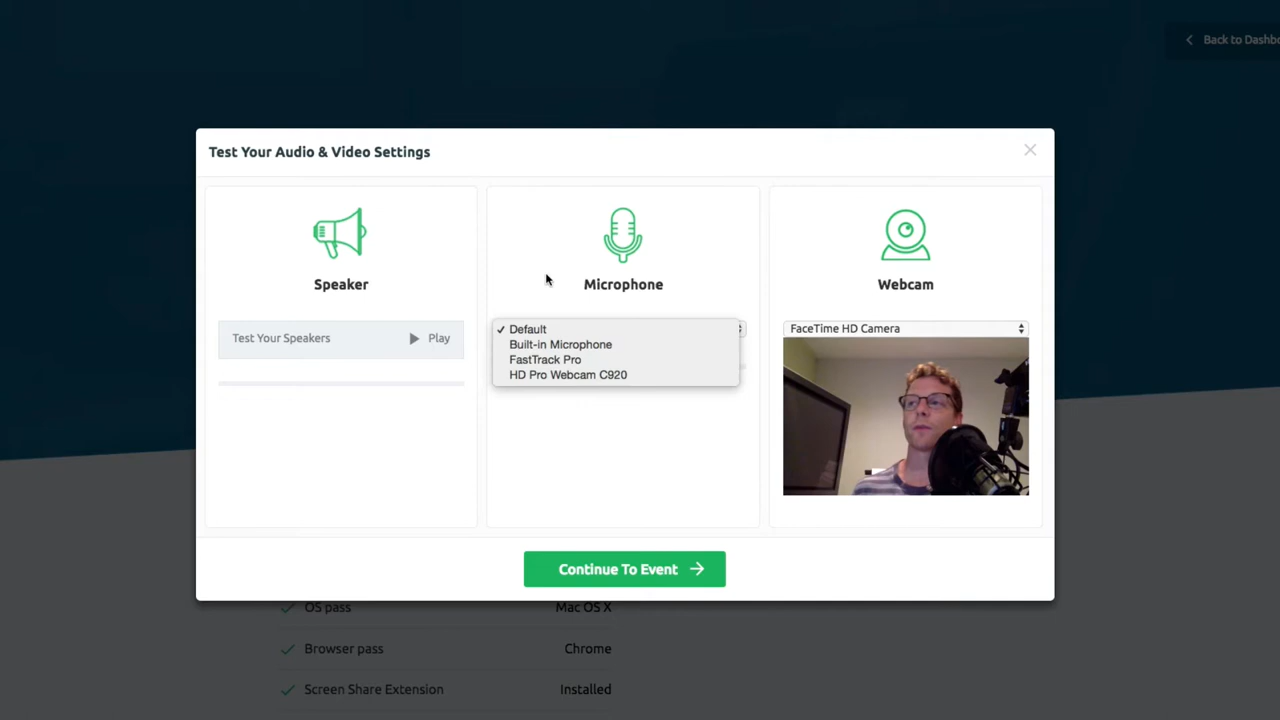 Back to Dashbo
Test Your Audio & Video Settings
Speaker
Microphone
Webcam
Test Your Speakers
Play
✓ Default
Built-in Microphone
FastTrack Pro
HD Pro Webcam C920
FaceTime HD Camera
Continue To Event
OS pass
Mac OS X
Browser pass
Chrome
Screen Share Extension
Installed